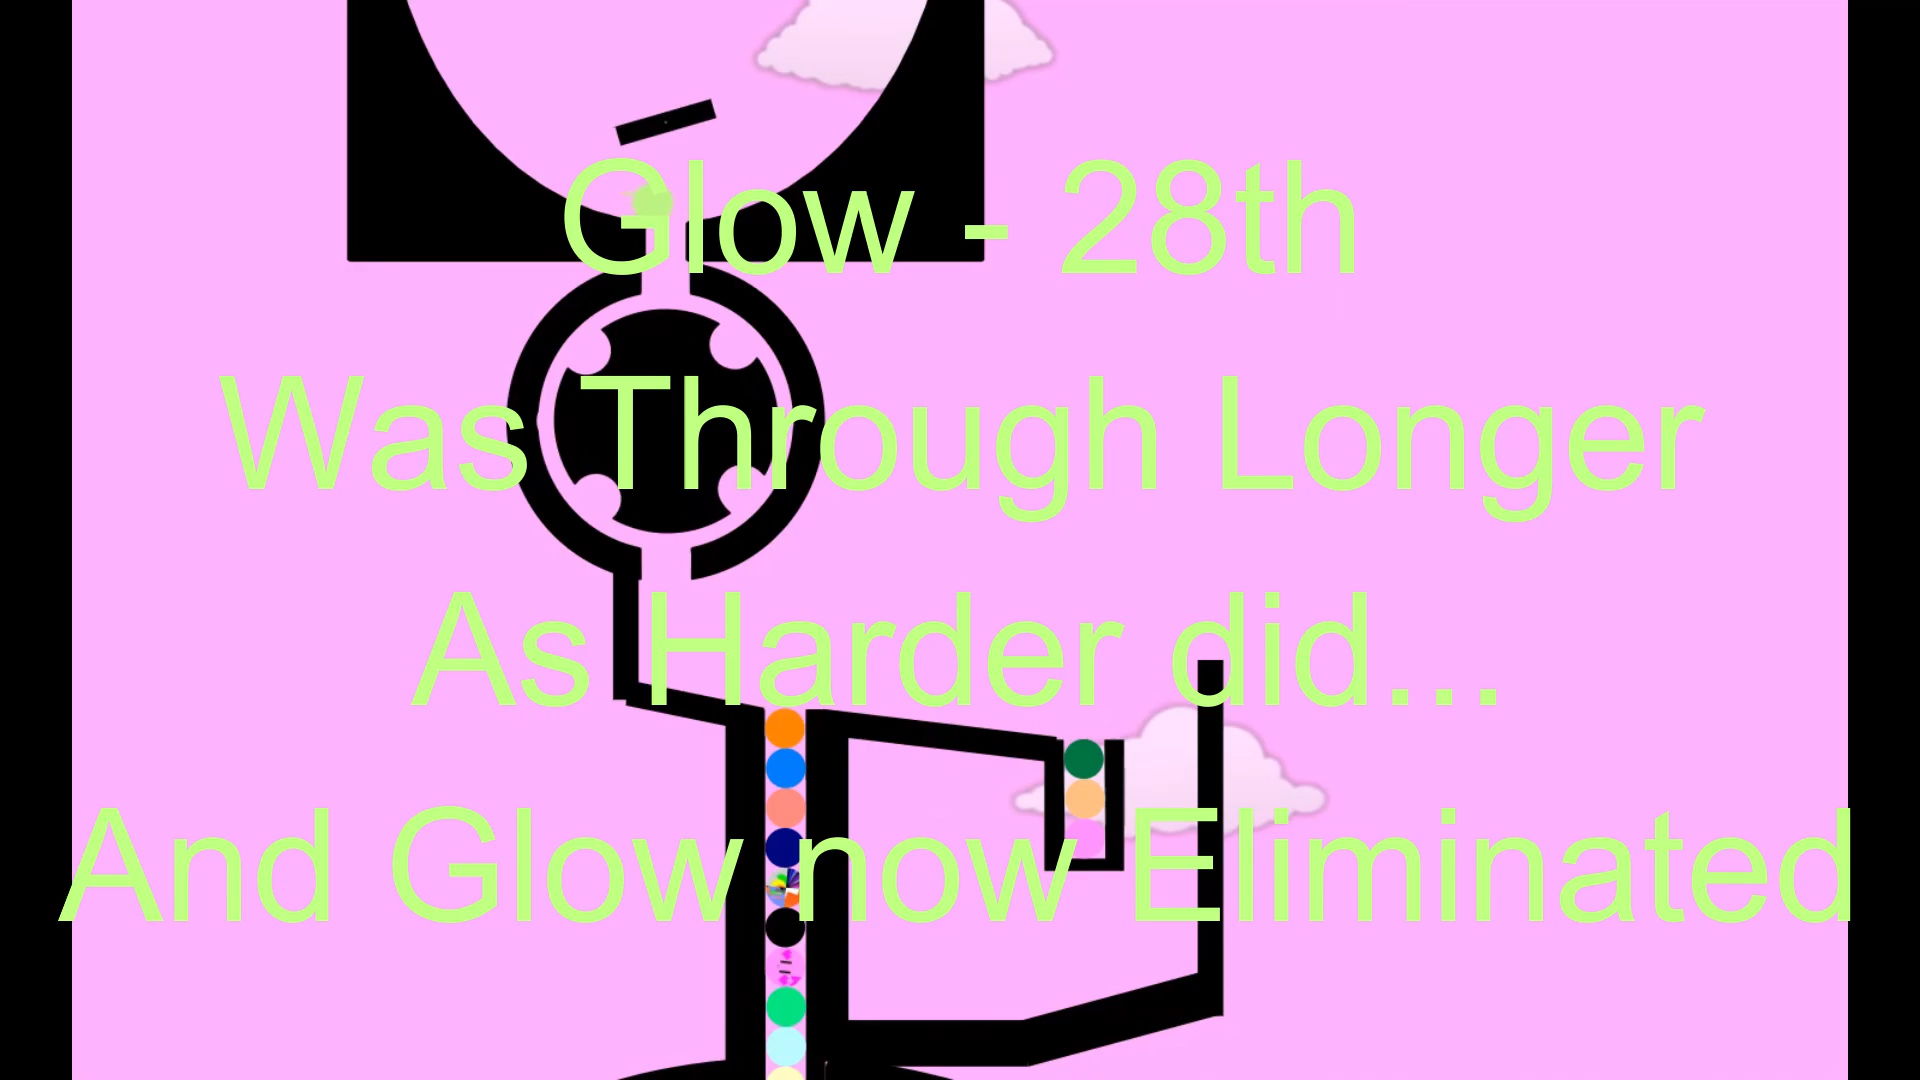 Glow - 28th
Was Through Longer
As Harder did...
And Glow now Eliminated